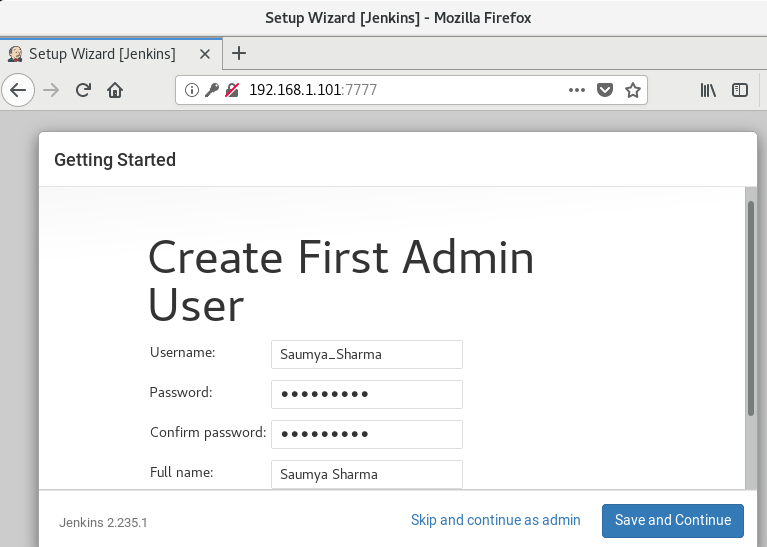 Setup Wizard [Jenkins] - Mozilla Firefox
Setup Wizard [Jenkins]
192.168.1.101:7777
Getting Started
Create First Admin
User
Username: Saumya_Sharma
Password: ●●●●●●●●●
Confirm password: ●●●●●●●●●
Full name: Saumya Sharma
Jenkins 2.235.1 Skip and continue as admin Save and Continue